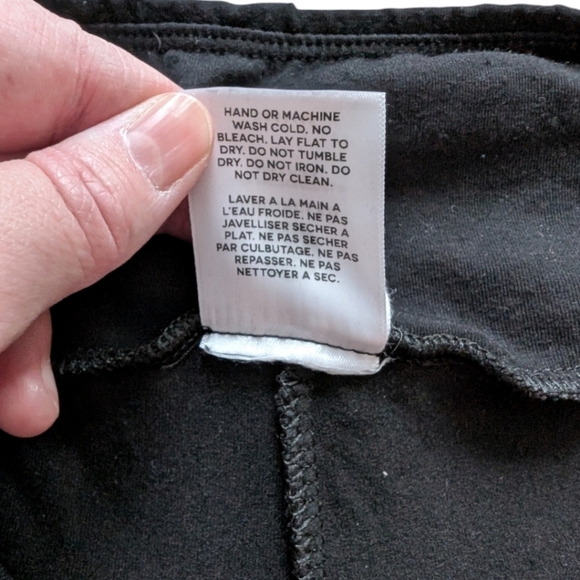 HAND OR MACHINE
WASH COLD. NO
BLEACH. LAY FLAT TO
DRY. DO NOT TUMBLE
DRY. DO NOT IRON. DO
NOT DRY CLEAN.
LAVER A LA MAIN A
L'EAU FROIDE. NE PAS
JAVELLISER SECHER A
PLAT. NE PAS SECHER
PAR CULBUTAGE. NE PAS
REPASSER. NE PAS
NETTOYER A SEC.